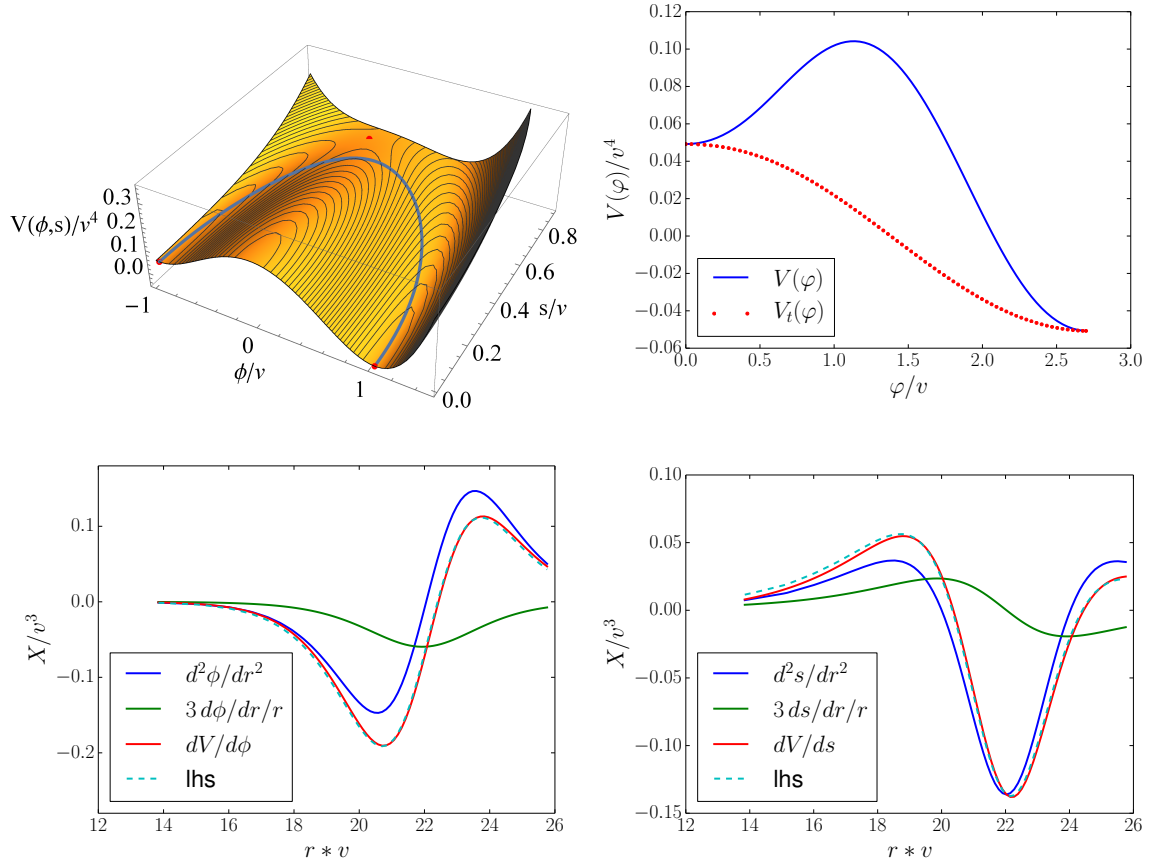 V(ϕ,s)/v⁴
0.3
0.2
0.1
0.0
−1
0
1
ϕ/v
0.0
0.2
0.4
0.6
0.8
s/v
0.12
0.10
0.08
0.06
0.04
0.02
0.00
−0.02
−0.04
−0.06
V(φ)/v⁴
V(φ)
V_t(φ)
0.0 0.5 1.0 1.5 2.0 2.5 3.0
φ/v
0.1
0.0
−0.1
−0.2
X/v³
d²ϕ/dr²
3 dϕ/dr/r
dV/dϕ
lhs
12 14 16 18 20 22 24 26
r ∗ v
0.10
0.05
0.00
−0.05
−0.10
−0.15
X/v³
d²s/dr²
3 ds/dr/r
dV/ds
lhs
12 14 16 18 20 22 24 26
r ∗ v